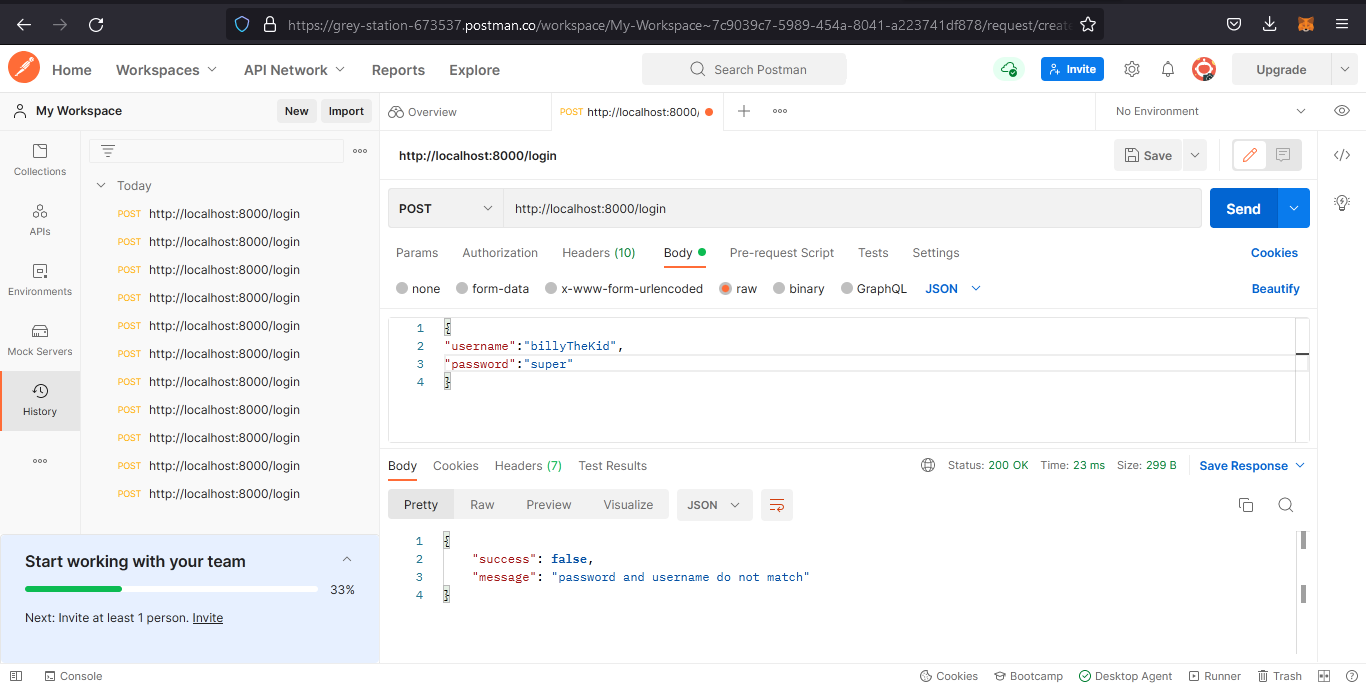 https://grey-station-673537.postman.co/workspace/My-Workspace~7c9039c7-5989-454a-8041-a223741df878/request/create
Home Workspaces API Network Reports Explore Search Postman Invite Upgrade
My Workspace New Import Overview POST http://localhost:8000/ No Environment
http://localhost:8000/login Save
Collections
APIs
Environments
Mock Servers
History
Today
POST http://localhost:8000/login
POST http://localhost:8000/login
POST http://localhost:8000/login
POST http://localhost:8000/login
POST http://localhost:8000/login
POST http://localhost:8000/login
POST http://localhost:8000/login
POST http://localhost:8000/login
POST http://localhost:8000/login
POST http://localhost:8000/login
POST http://localhost:8000/login
Start working with your team
33%
Next: Invite at least 1 person. Invite
POST http://localhost:8000/login Send
Params Authorization Headers (10) Body Pre-request Script Tests Settings Cookies
none form-data x-www-form-urlencoded raw binary GraphQL JSON Beautify
1 {
2 "username":"billyTheKid",
3 "password":"super"
4 }
Body Cookies Headers (7) Test Results Status: 200 OK Time: 23 ms Size: 299 B Save Response
Pretty Raw Preview Visualize JSON
1 {
2 "success": false,
3 "message": "password and username do not match"
4 }
Console Cookies Bootcamp Desktop Agent Runner Trash